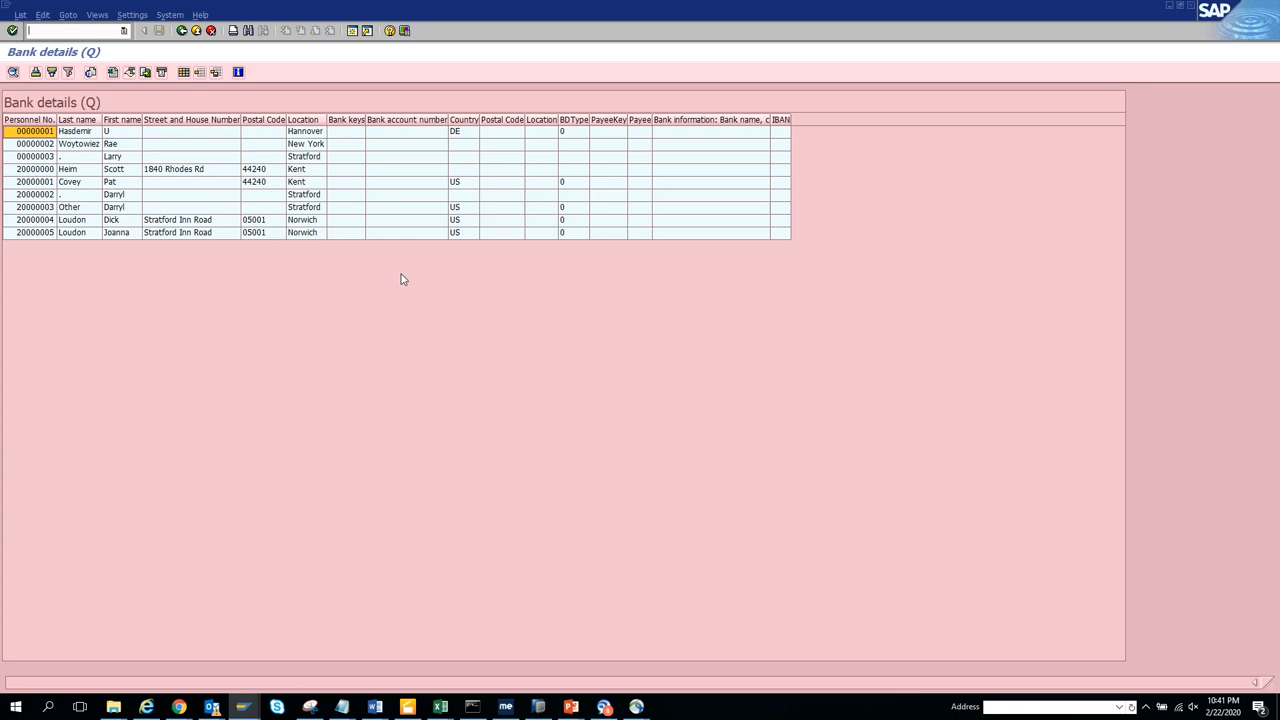 List Edit Goto Views Settings System Help
SAP
Bank details (Q)
Bank details (Q)
Personnel No. Last name First name Street and House Number Postal Code Location Bank keys Bank account number Country Postal Code Location BDType PayeeKey Payee Bank information: Bank name, c IBAN
00000001 Hasdemir U Hannover DE 0
00000002 Woytowiez Rae New York
00000003 . Larry Stratford
20000000 Heim Scott 1840 Rhodes Rd 44240 Kent
20000001 Covey Pat 44240 Kent US 0
20000002 . Darryl Stratford
20000003 Other Darryl Stratford US 0
20000004 Loudon Dick Stratford Inn Road 05001 Norwich US 0
20000005 Loudon Joanna Stratford Inn Road 05001 Norwich US 0
Address
10:41 PM
2/22/2020